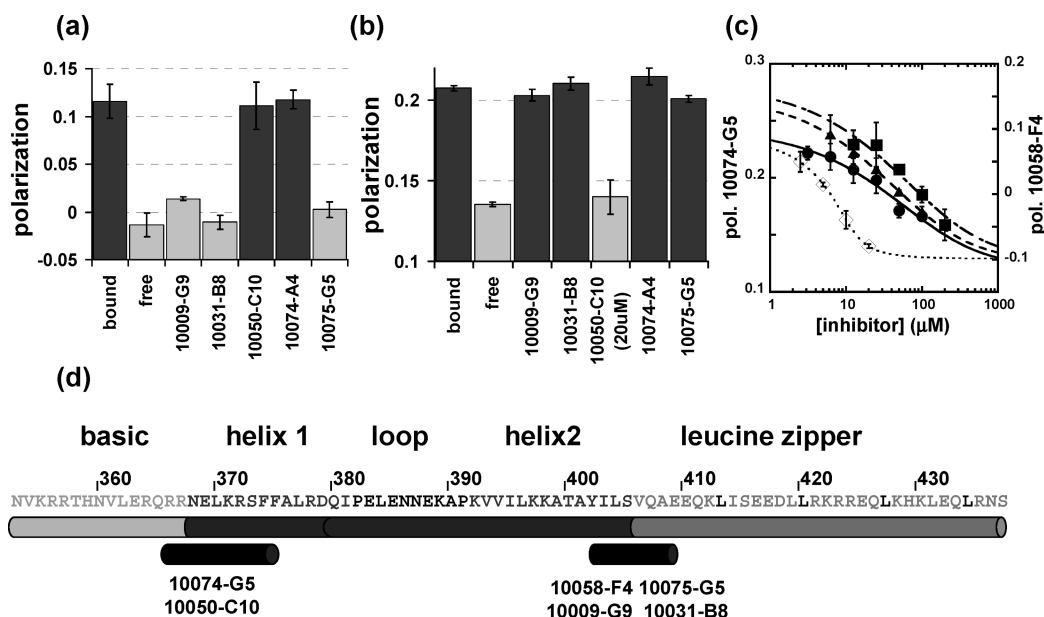 (a)
polarization
0.15
0.10
0.05
0
-0.05
bound
free
10009-G9
10031-B8
10050-C10
10074-A4
10075-G5
(b)
polarization
0.2
0.15
0.1
bound
free
10009-G9
10031-B8
10050-C10
(20uM)
10074-A4
10075-G5
(c)
pol. 10074-G5
0.3
0.2
0.1
0.2
0.1
0
-0.1
pol. 10058-F4
1 10 100 1000
[inhibitor] (µM)
(d)
basic helix 1 loop helix2 leucine zipper
360 370 380 390 400 410 420 430
NVKRRTHNVLERQRRNELKRSFFALRDQIPELENNEKAPKVVILKKATAYILSVQAEEQKLISEEDLLRKRREQLKHKLEQLRNS
10074-G5
10050-C10
10058-F4 10075-G5
10009-G9 10031-B8